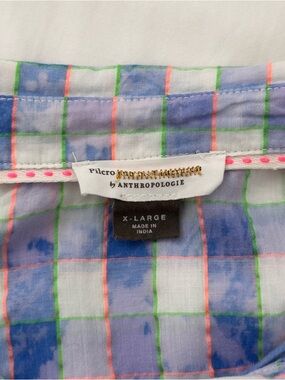 Pilcro
by ANTHROPOLOGIE
X-LARGE
MADE IN
INDIA